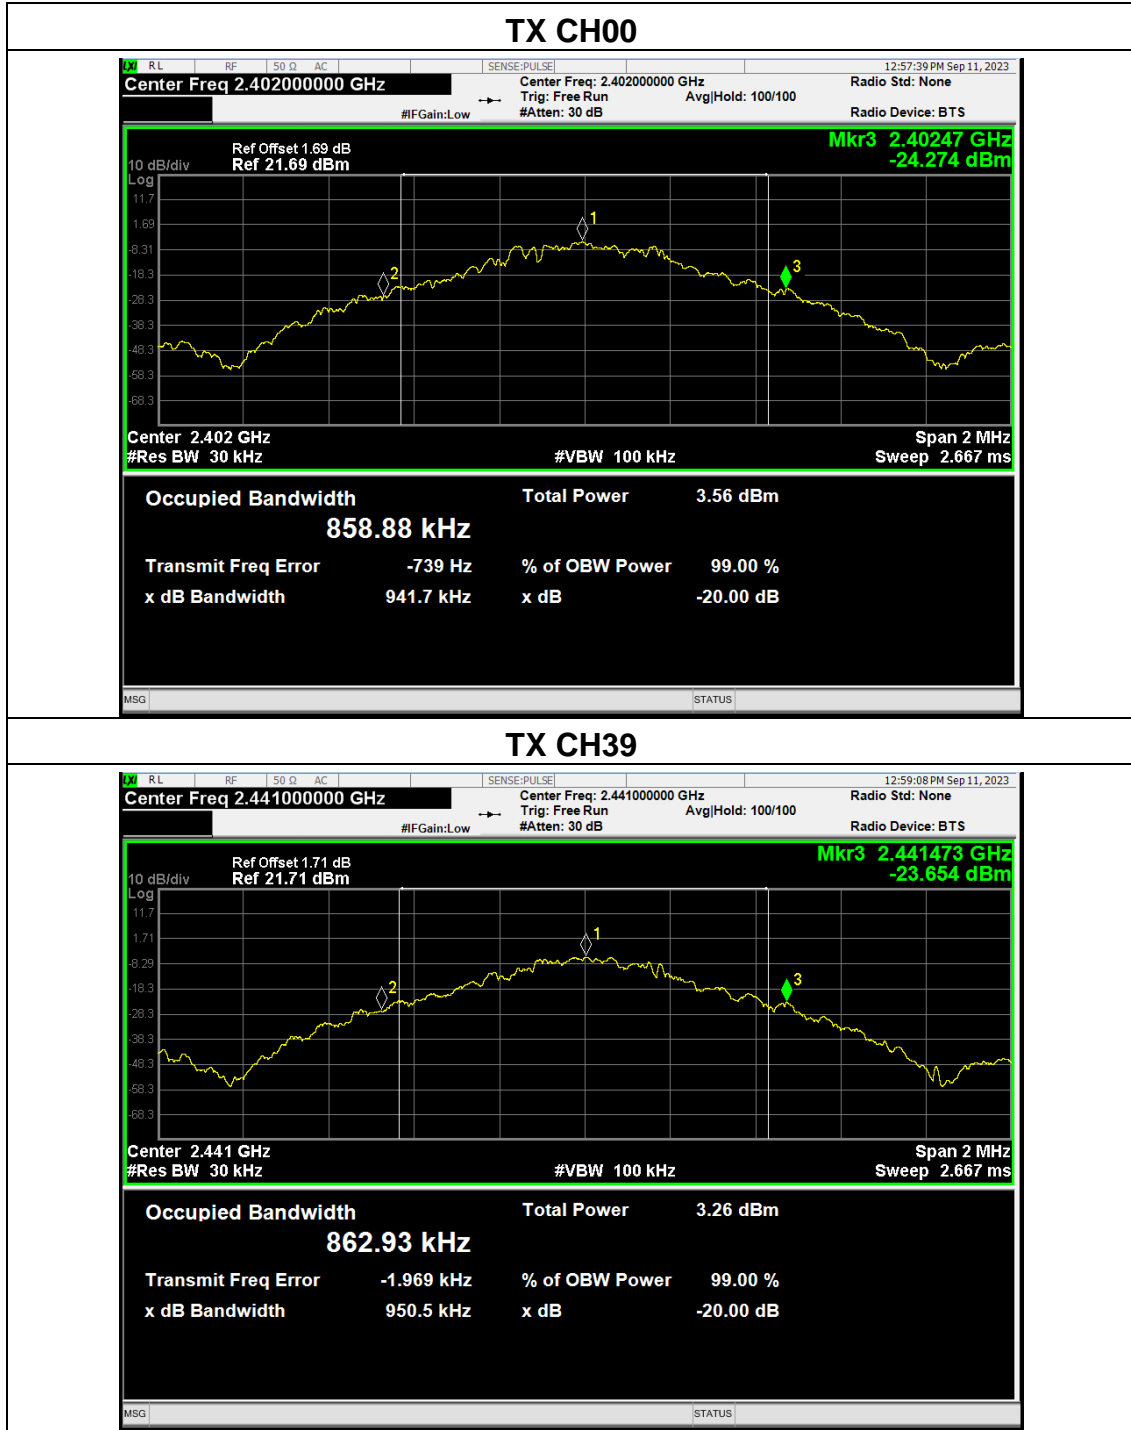 TX CH00
LXI RL RF 50 Ω AC SENSE:PULSE 12:57:39 PM Sep 11, 2023
Center Freq 2.402000000 GHz Center Freq: 2.402000000 GHz Radio Std: None
Trig: Free Run Avg|Hold: 100/100
#IFGain:Low #Atten: 30 dB Radio Device: BTS
Mkr3 2.40247 GHz
-24.274 dBm
Ref Offset 1.69 dB
10 dB/div Ref 21.69 dBm
Log
11.7
1.69
-8.31
-18.3
-28.3
-38.3
-48.3
-58.3
-68.3
1
2
3
Center 2.402 GHz Span 2 MHz
#Res BW 30 kHz #VBW 100 kHz Sweep 2.667 ms
Occupied Bandwidth Total Power 3.56 dBm
858.88 kHz
Transmit Freq Error -739 Hz % of OBW Power 99.00 %
x dB Bandwidth 941.7 kHz x dB -20.00 dB
MSG STATUS
TX CH39
LXI RL RF 50 Ω AC SENSE:PULSE 12:59:08 PM Sep 11, 2023
Center Freq 2.441000000 GHz Center Freq: 2.441000000 GHz Radio Std: None
Trig: Free Run Avg|Hold: 100/100
#IFGain:Low #Atten: 30 dB Radio Device: BTS
Mkr3 2.441473 GHz
-23.654 dBm
Ref Offset 1.71 dB
10 dB/div Ref 21.71 dBm
Log
11.7
1.71
-8.29
-18.3
-28.3
-38.3
-48.3
-58.3
-68.3
1
2
3
Center 2.441 GHz Span 2 MHz
#Res BW 30 kHz #VBW 100 kHz Sweep 2.667 ms
Occupied Bandwidth Total Power 3.26 dBm
862.93 kHz
Transmit Freq Error -1.969 kHz % of OBW Power 99.00 %
x dB Bandwidth 950.5 kHz x dB -20.00 dB
MSG STATUS